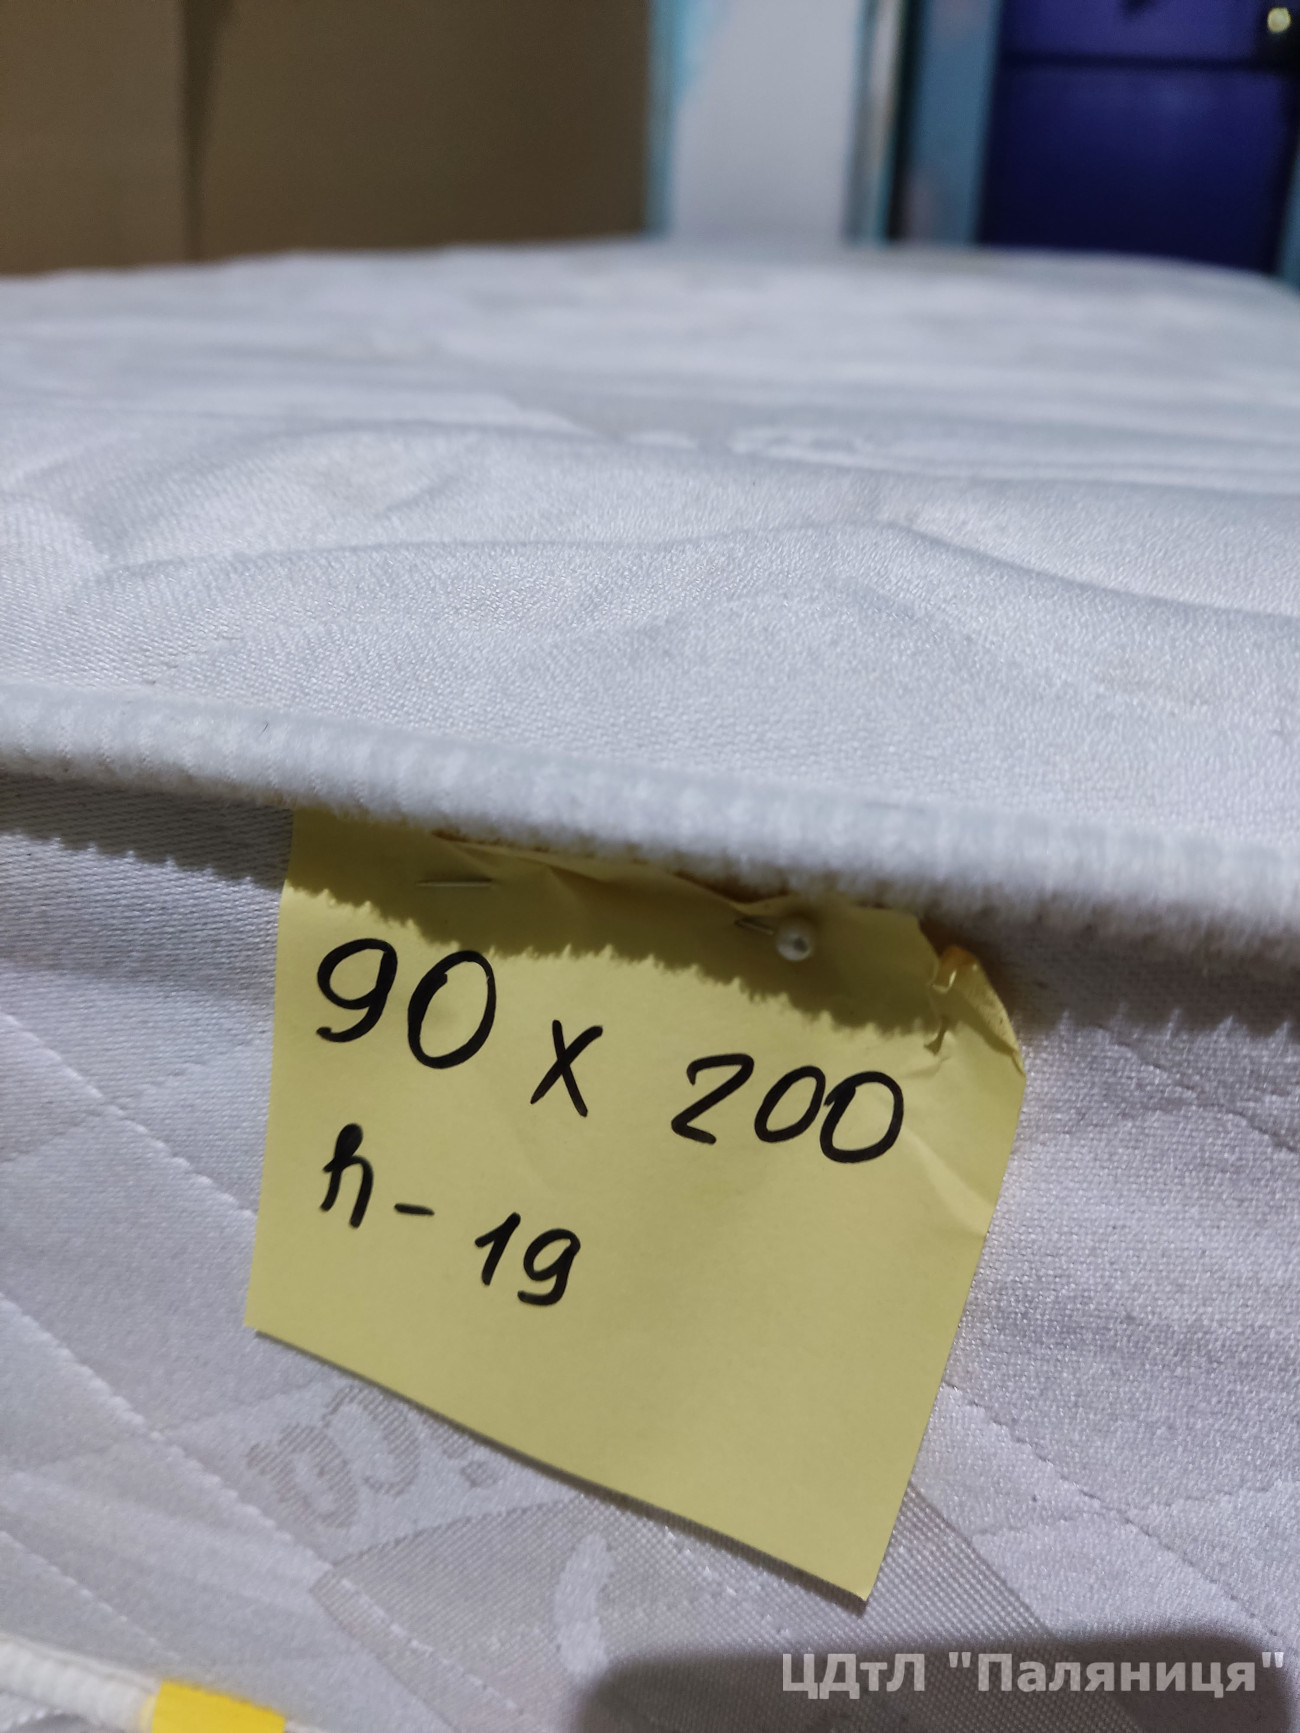 90 x 200
h - 19
ЦДтЛ "Паляниця"